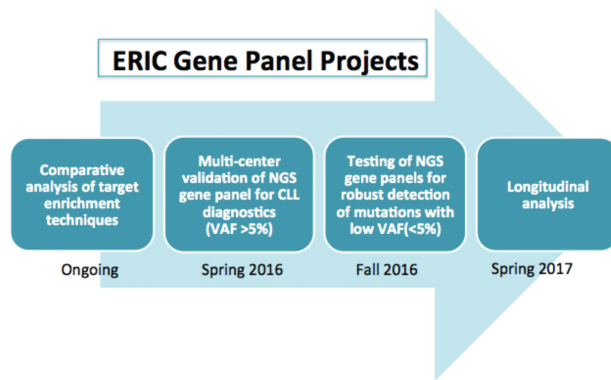 ERIC Gene Panel Projects
Comparative
analysis of target
enrichment
techniques
Ongoing
Multi-center
validation of NGS
gene panel for CLL
diagnostics
(VAF >5%)
Spring 2016
Testing of NGS
gene panels for
robust detection
of mutations with
low VAF(<5%)
Fall 2016
Longitudinal
analysis
Spring 2017